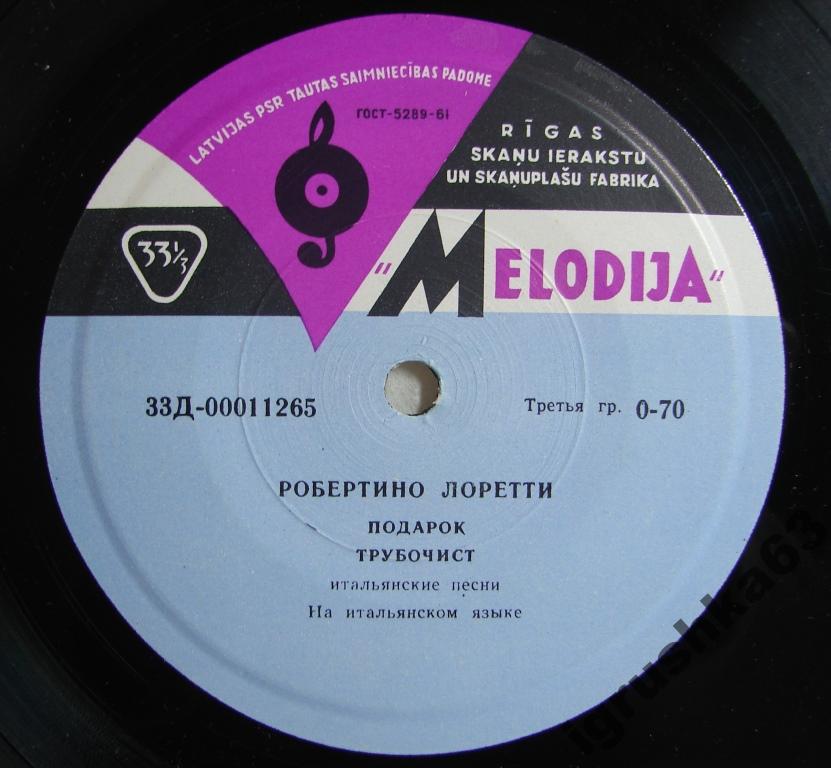 LATVIJAS PSR TAUTAS SAIMNIECĪBAS PADOME
ГОСТ-5289-61
RĪGAS
SKAŅU IERAKSTU
UN SKAŅUPLAŠU FABRIKA
33⅓
"MELODIJA"
33Д-00011265
Третья гр. 0-70
РОБЕРТИНО ЛОРЕТТИ
ПОДАРОК
ТРУБОЧИСТ
итальянские песни
На итальянском языке
igrushka63